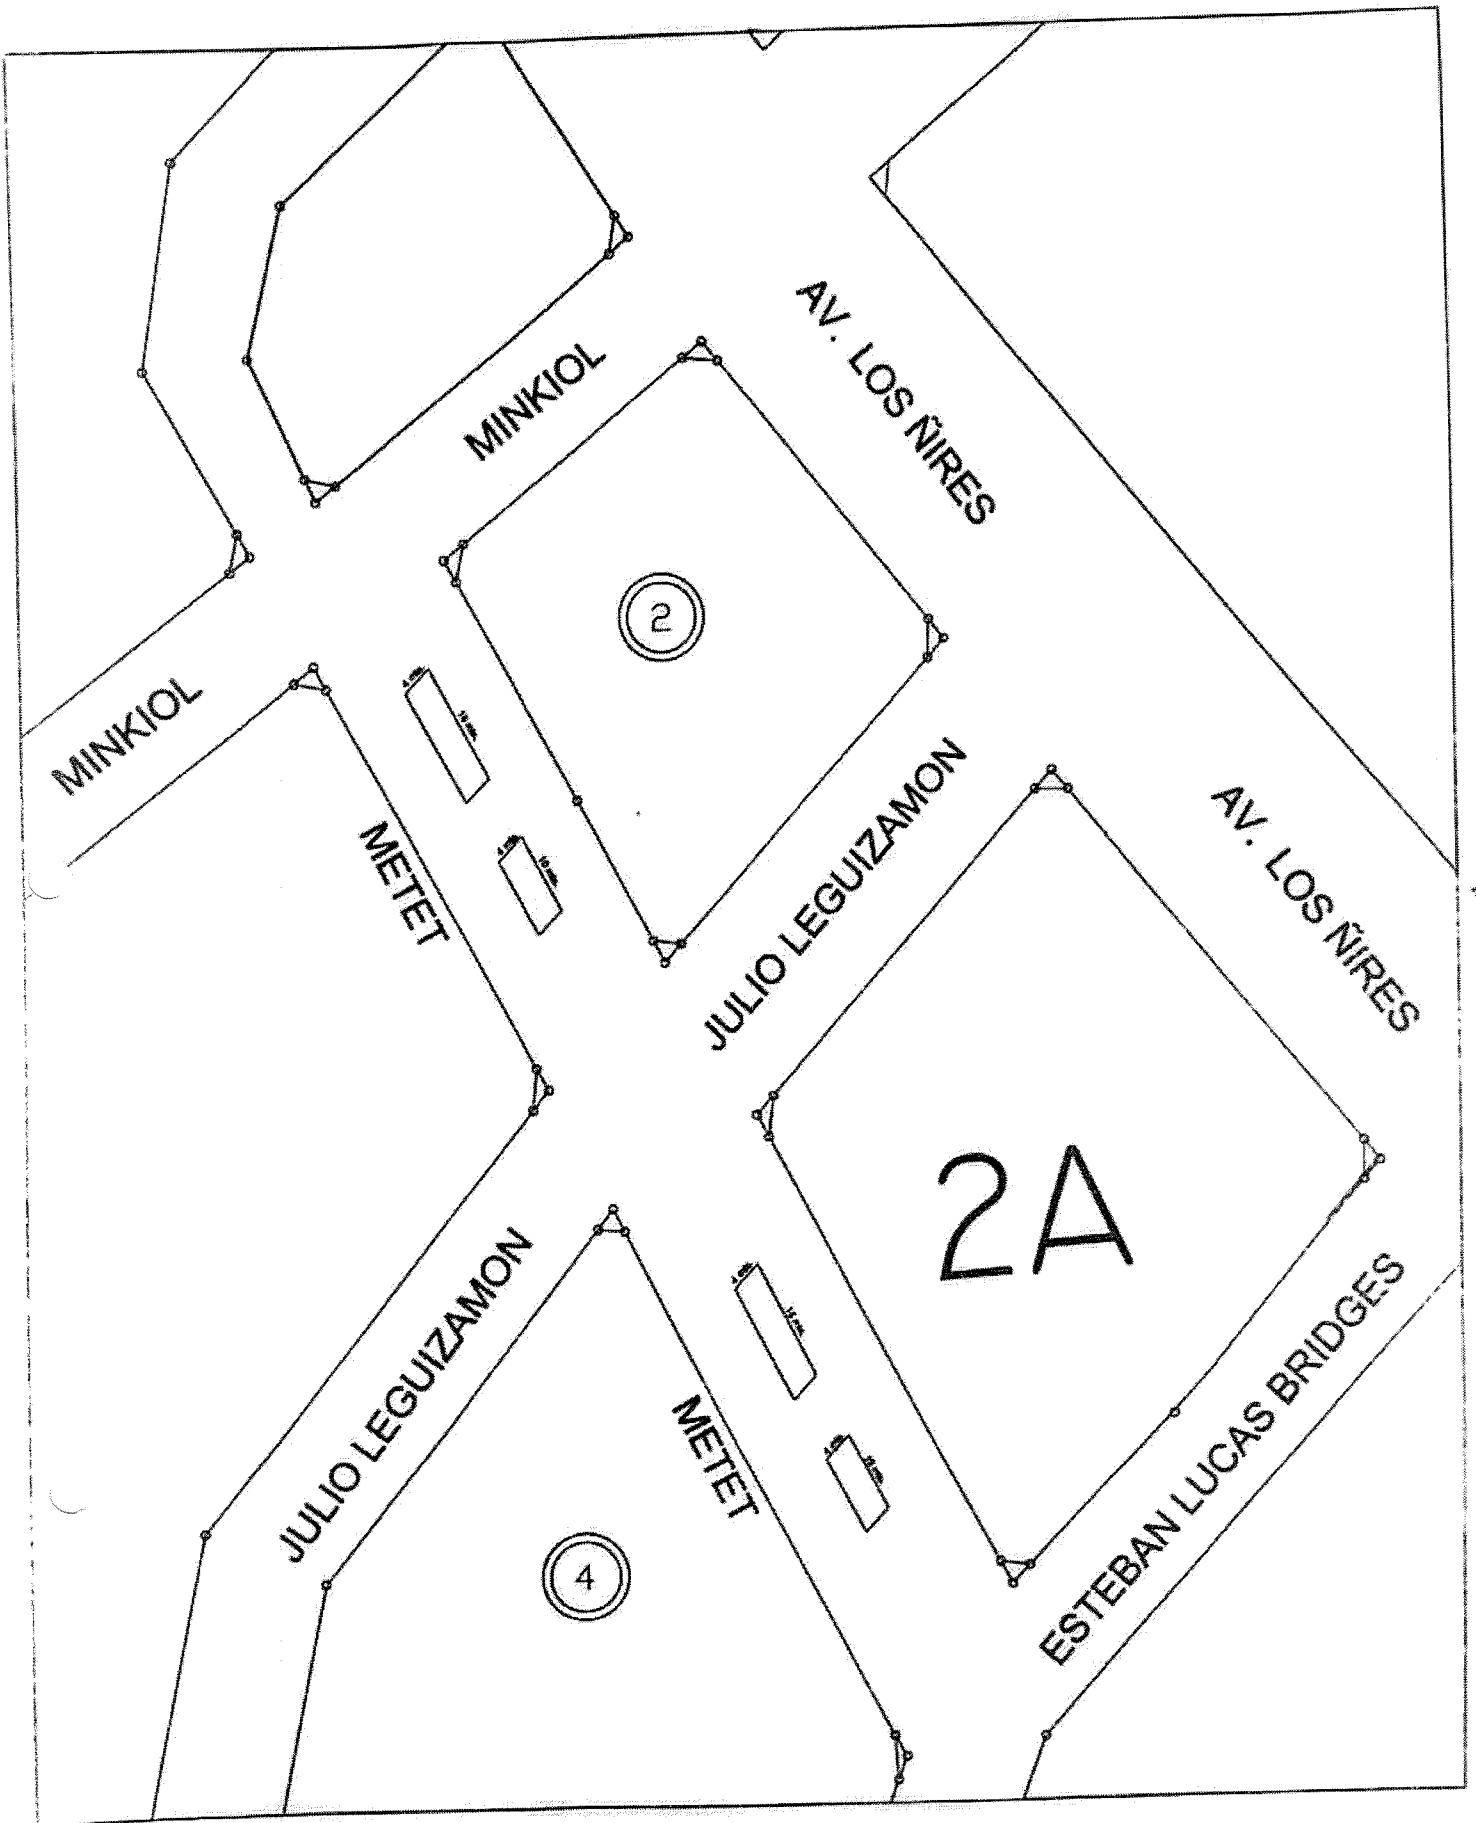 AV. LOS ÑIRES
MINKIOL
2
MINKIOL
METET
JULIO LEGUIZAMON
AV. LOS ÑIRES
2A
JULIO LEGUIZAMON
METET
ESTEBAN LUCAS BRIDGES
4